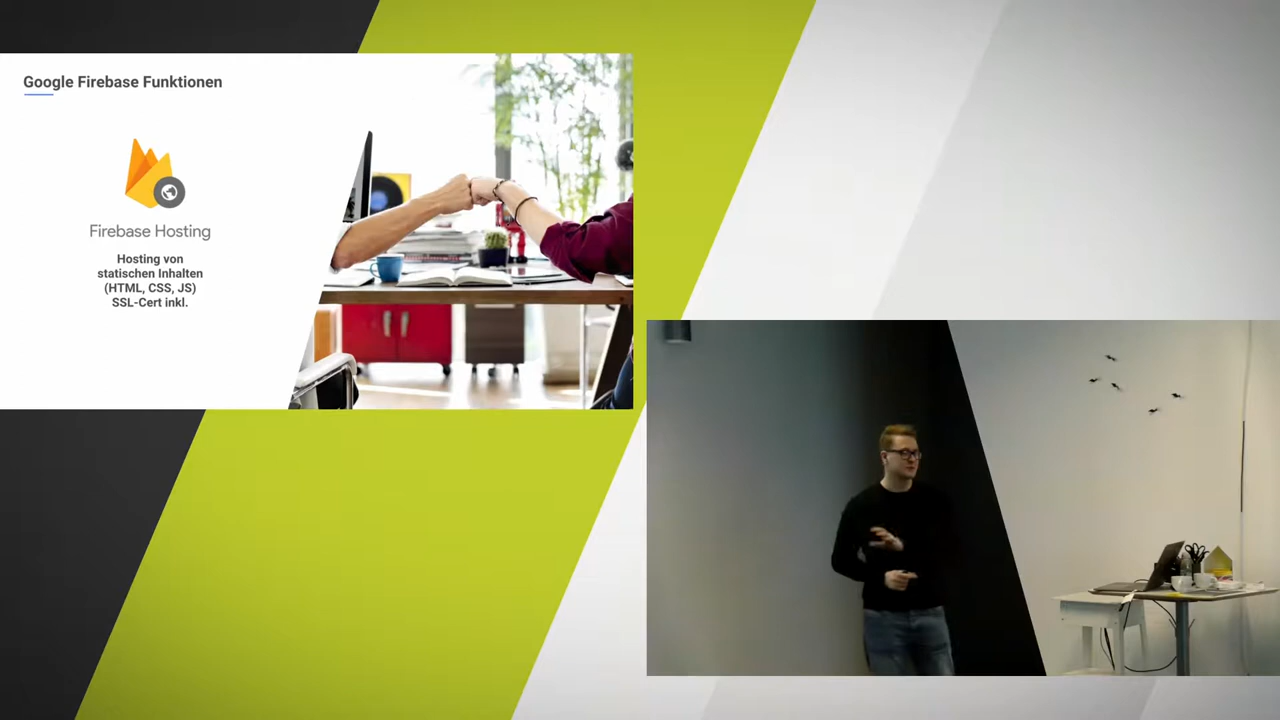 Google Firebase Funktionen
Firebase Hosting
Hosting von
statischen Inhalten
(HTML, CSS, JS)
SSL-Cert inkl.